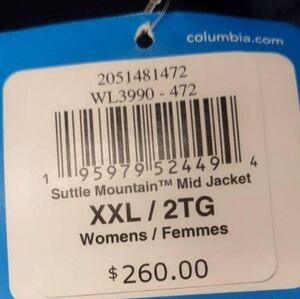 columbia.com
2051481472
WL3990 - 472
1 95979 52449 4
Suttle Mountain™ Mid Jacket
XXL / 2TG
Womens / Femmes
$260.00